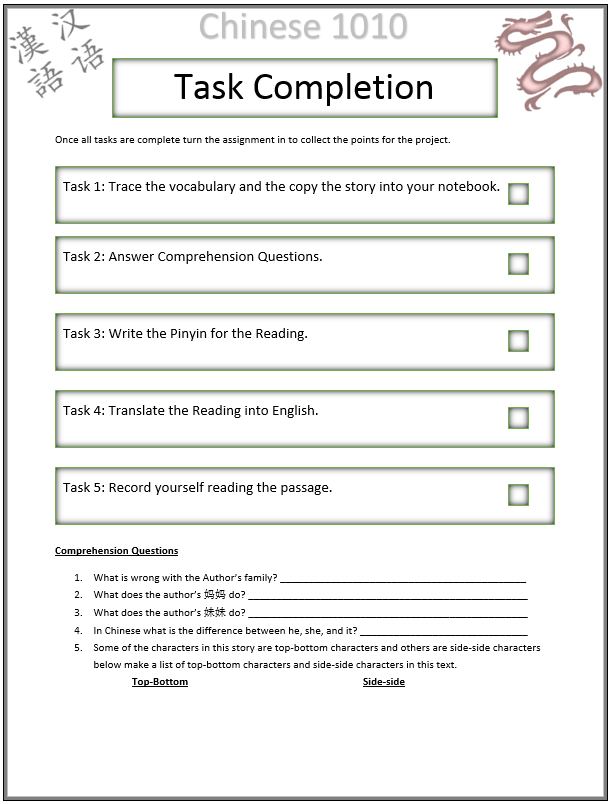 漢 汉
語 语
Chinese 1010
Task Completion
Once all tasks are complete turn the assignment in to collect the points for the project.
Task 1: Trace the vocabulary and the copy the story into your notebook.
Task 2: Answer Comprehension Questions.
Task 3: Write the Pinyin for the Reading.
Task 4: Translate the Reading into English.
Task 5: Record yourself reading the passage.
Comprehension Questions
1. What is wrong with the Author's family? ______________________________________________
2. What does the author's 妈妈 do? ____________________________________________________
3. What does the author's 妹妹 do? ____________________________________________________
4. In Chinese what is the difference between he, she, and it? _______________________________
5. Some of the characters in this story are top-bottom characters and others are side-side characters
below make a list of top-bottom characters and side-side characters in this text.
Top-Bottom Side-side